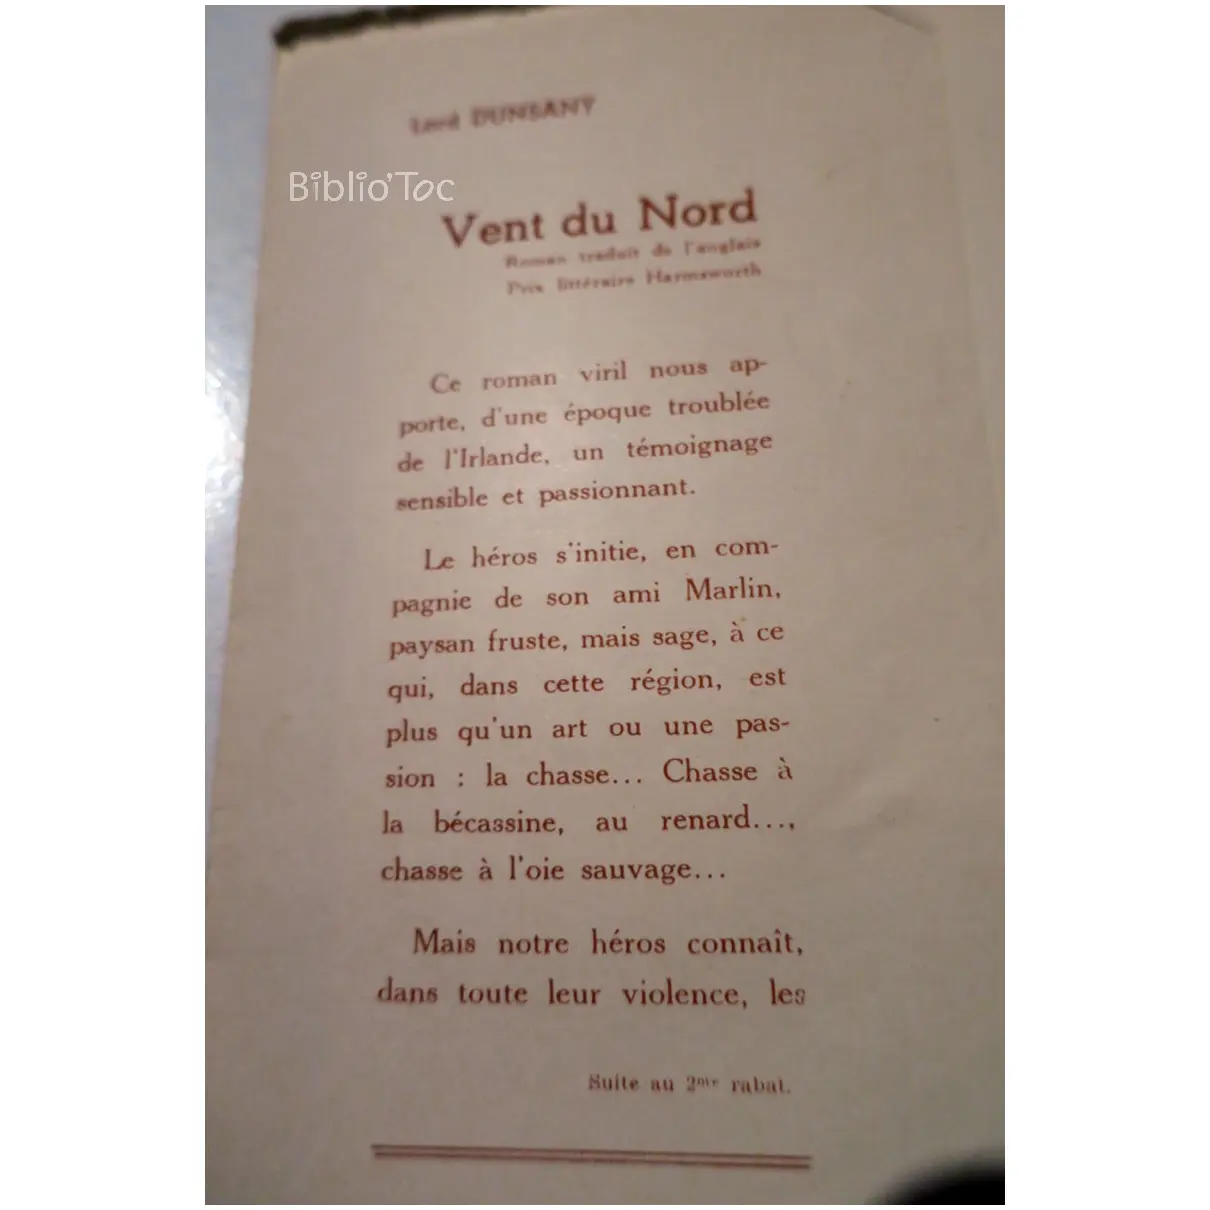 Lord DUNSANY
Biblio'Toc
Vent du Nord
Roman traduit de l'anglais
Prix littéraire Harmsworth
Ce roman viril nous ap-
porte, d'une époque troublée
de l'Irlande, un témoignage
sensible et passionnant.
Le héros s'initie, en com-
pagnie de son ami Marlin,
paysan fruste, mais sage, à ce
qui, dans cette région, est
plus qu'un art ou une pas-
sion : la chasse... Chasse à
la bécassine, au renard...,
chasse à l'oie sauvage...
Mais notre héros connaît,
dans toute leur violence, les
Suite au 2me rabat.